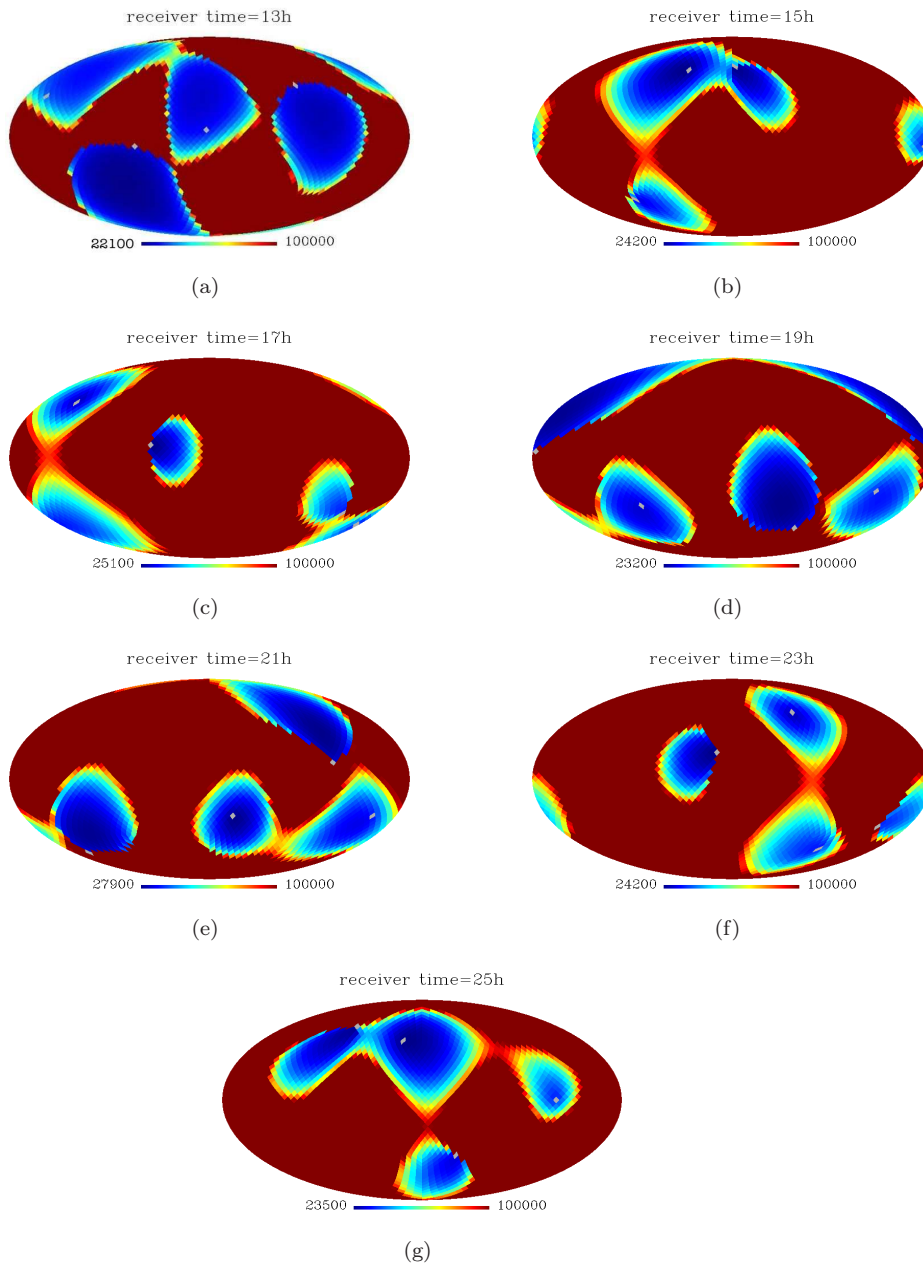 receiver time=13h
receiver time=15h
22100 100000
24200 100000
(a)
(b)
receiver time=17h
receiver time=19h
25100 100000
23200 100000
(c)
(d)
receiver time=21h
receiver time=23h
27900 100000
24200 100000
(e)
(f)
receiver time=25h
23500 100000
(g)